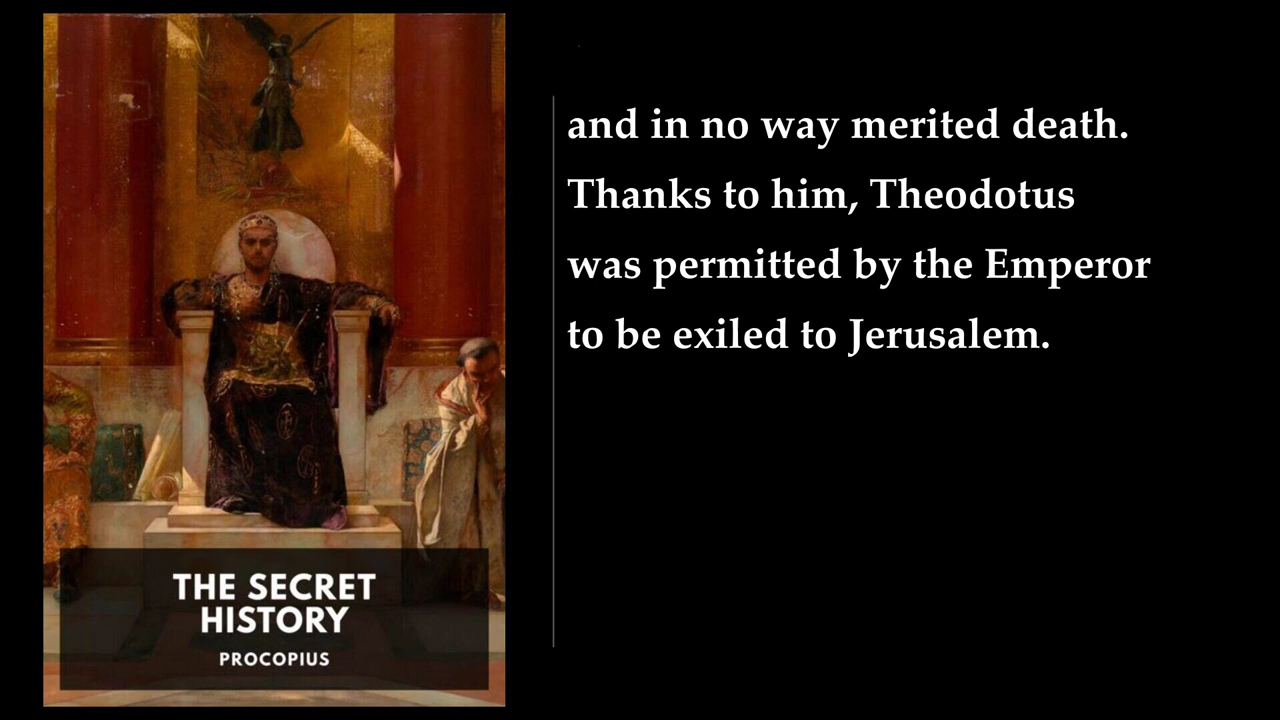 and in no way merited death.
Thanks to him, Theodotus
was permitted by the Emperor
to be exiled to Jerusalem.
THE SECRET
HISTORY
PROCOPIUS